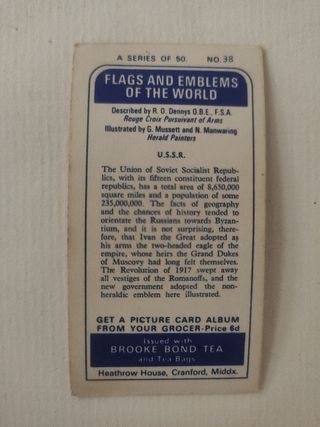 A SERIES OF 50. NO. 38
FLAGS AND EMBLEMS
OF THE WORLD
Described by R. O. Dennys O.B.E., F.S.A.
Rouge Croix Pursuivant of Arms
Illustrated by G. Mussett and N. Manwaring
Herald Painters
U.S.S.R.
The Union of Soviet Socialist Repub-
lics, with its fifteen constituent federal
republics, has a total area of 8,650,000
square miles and a population of some
235,000,000. The facts of geography
and the chances of history tended to
orientate the Russians towards Byzan-
tium, and it is not surprising, there-
fore, that Ivan the Great adopted as
his arms the two-headed eagle of the
empire, whose heirs the Grand Dukes
of Muscovy had long felt themselves.
The Revolution of 1917 swept away
all vestiges of the Romanoffs, and the
new government adopted the non-
heraldic emblem here illustrated.
GET A PICTURE CARD ALBUM
FROM YOUR GROCER-Price 6d
Issued with
BROOKE BOND TEA
and Tea Bags
Heathrow House, Cranford, Middx.